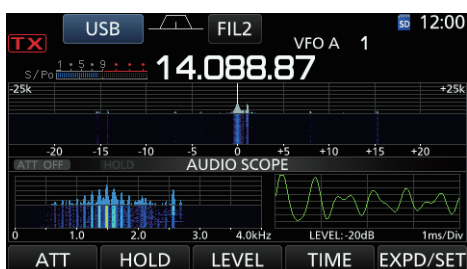 USB FIL2 SD 12:00
TX VFO A 1
S/Po 1 5 9 14.088.87
-25k +25k
-20 -15 -10 -5 0 +5 +10 +15 +20
ATT OFF HOLD AUDIO SCOPE
0 1.0 2.0 3.0 4.0kHz LEVEL:-20dB 1ms/Div
ATT HOLD LEVEL TIME EXPD/SET